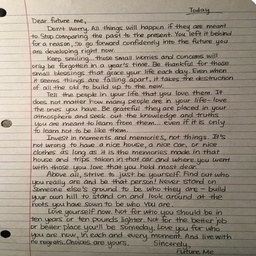 Today
Dear future me,
Don't worry. All things will happen if they are meant
to. Stop comparing the past to the present. You left it behind
for a reason, so go forward confidently into the future you
are developing right now.
Keep smiling. Those small worries and concerns will
only be forgotten in a year's time. Be thankful for those
small blessings that grace your life each day. Even when
it seems things are falling apart, it takes the destruction
of all the old to build up to the new.
Tell the people in your life that you love them. It
does not matter how many people are in your life - love
the ones you have. Be grateful they are placed in your
atmosphere and seek out the knowledge and truths
you are meant to learn from them... even if it is only
to learn not to be like them.
Invest in moments and memories, not things. It's
not wrong to have a nice house, a nice car, or nice
clothes as long as it is the memories made in that
house and trips taken in that car and where you went
with those you love that you hold most dear.
Above all, strive to just be yourself. Find out who
you really are and be that person! Never stand on
someone else's ground to be who they are - build
your own hill to stand on and look around at the
roots you have sown to be who you are.
Love yourself now. Not for who you should be in
ten years or ten pounds lighter. Not for the better job
or better place you'll be someday. Love you for who
you are now, in each and every moment. And live with
no regrets. Choices are yours.
Sincerely,
Future Me